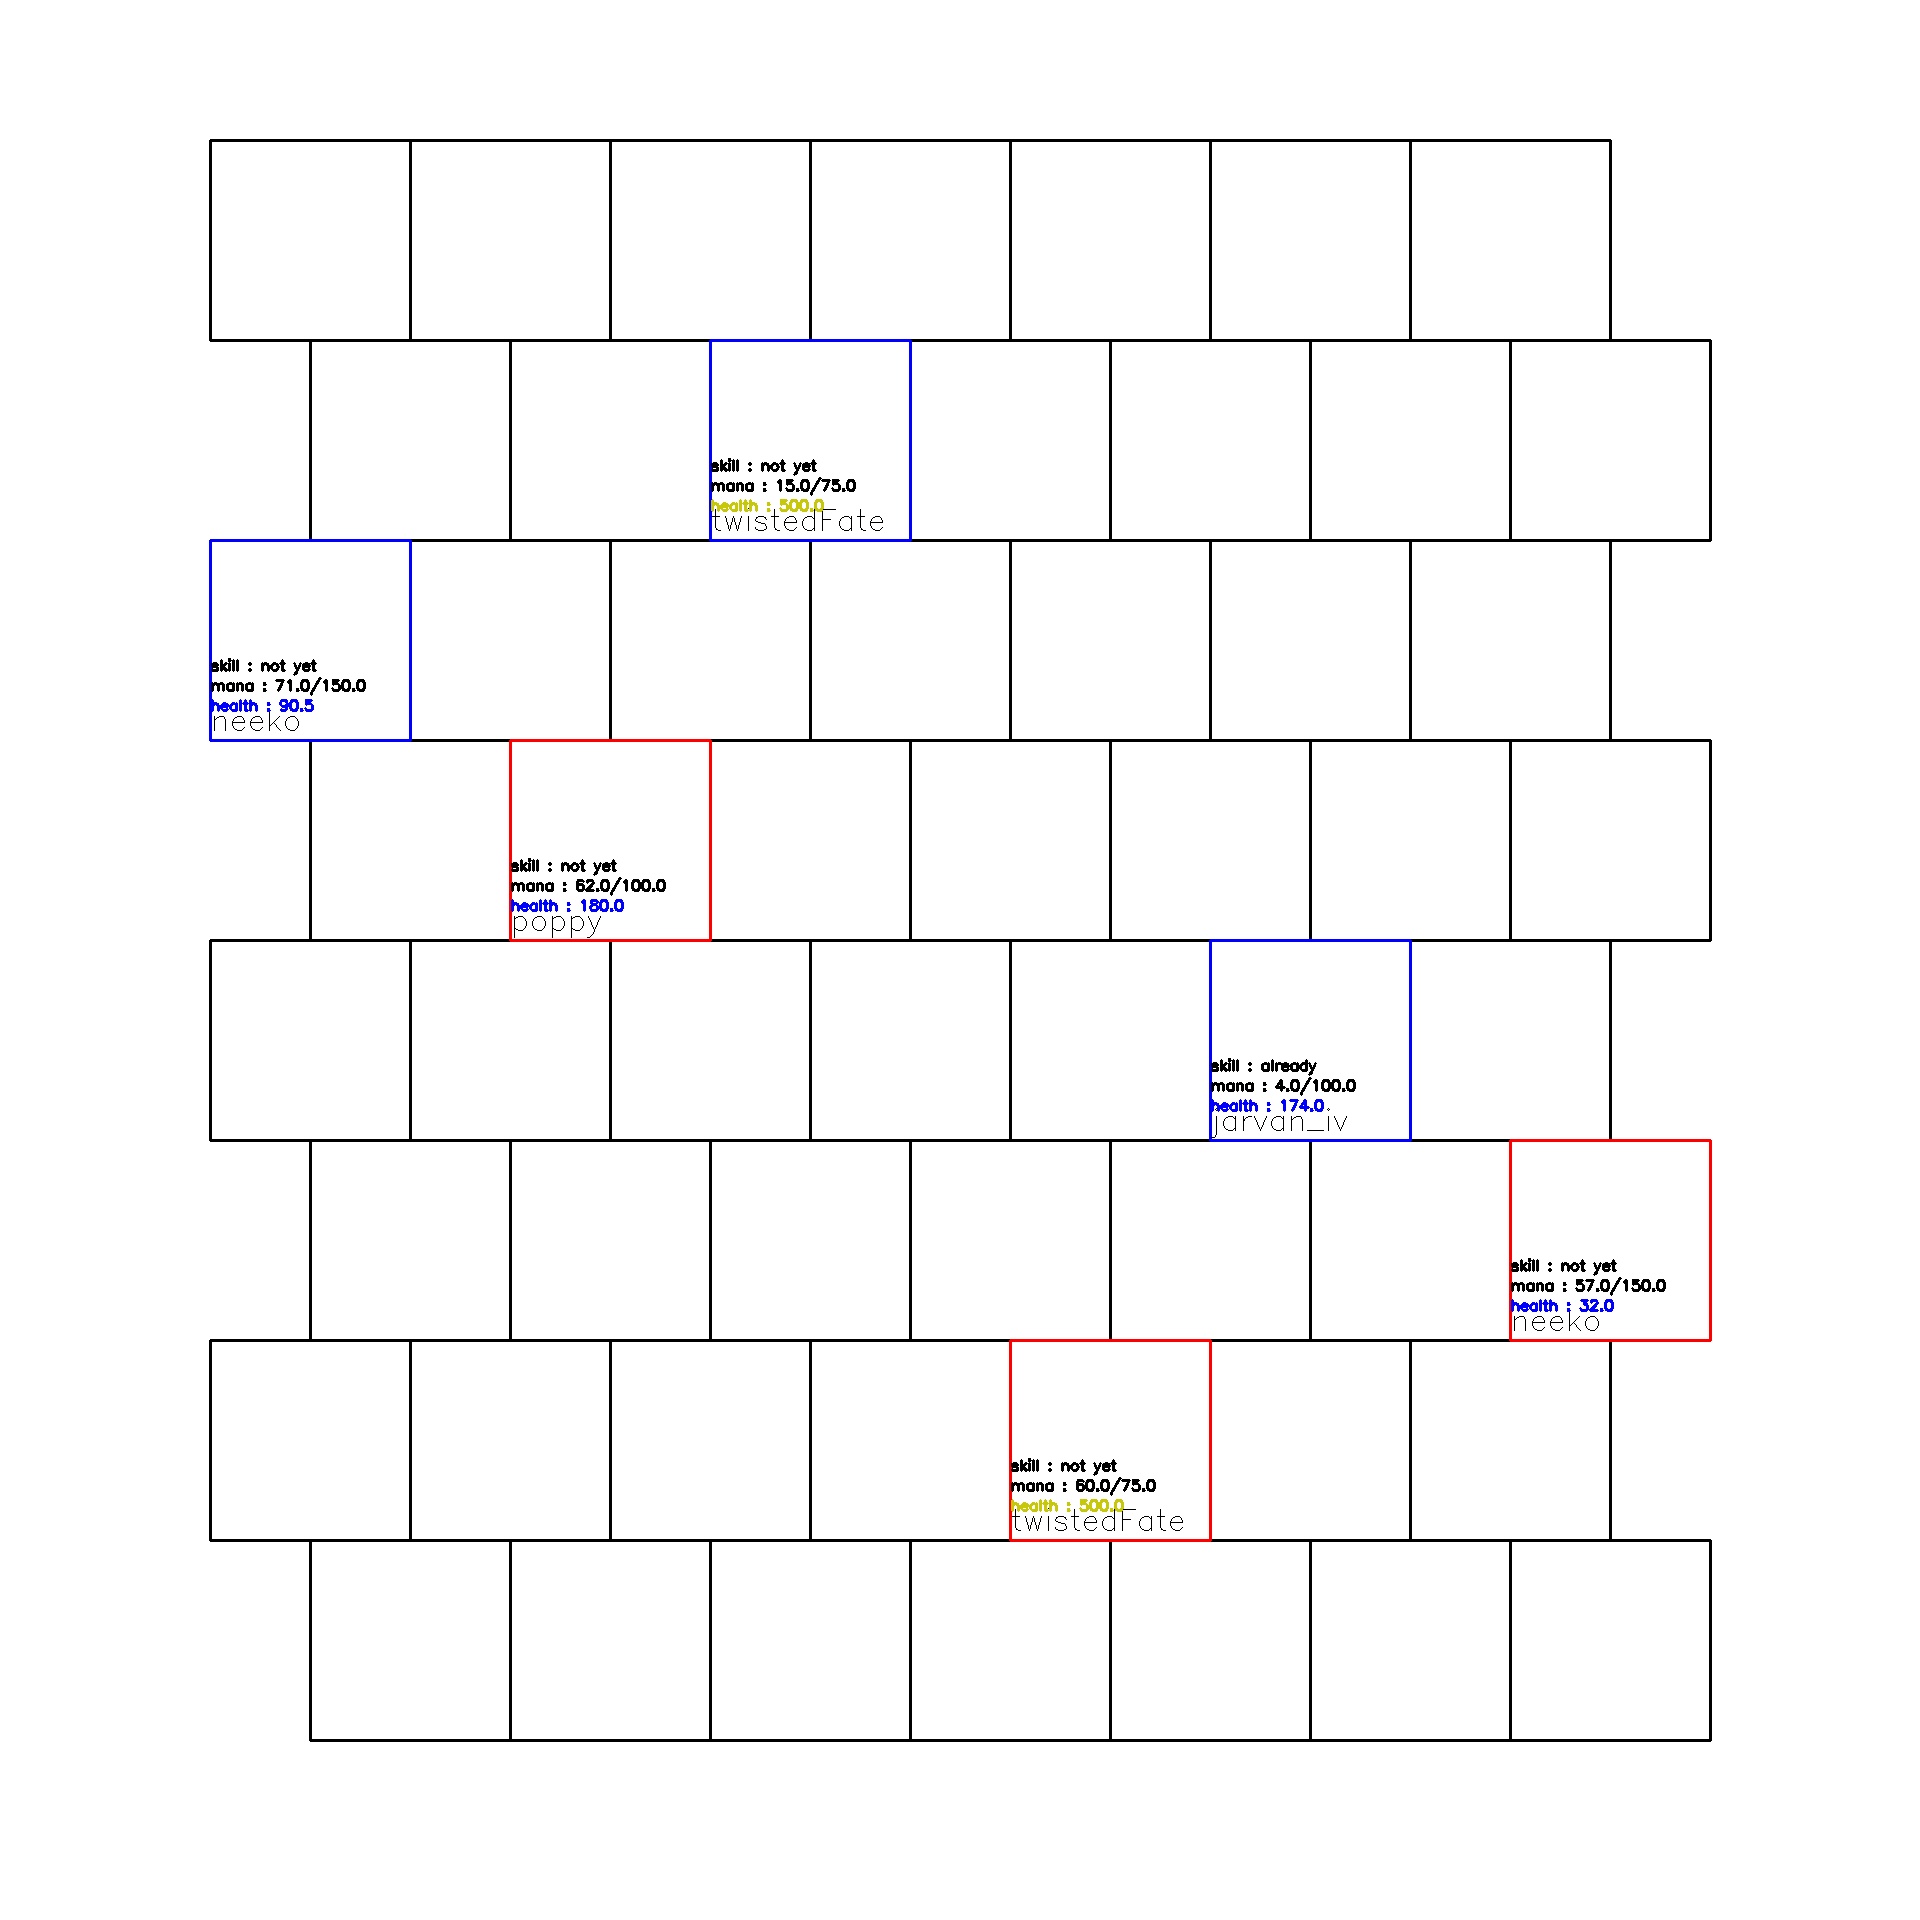 skill : not yet
mana : 15.0/75.0
health : 500.0
twistedFate
skill : not yet
mana : 71.0/150.0
health : 90.5
neeko
skill : not yet
mana : 62.0/100.0
health : 180.0
poppy
skill : already
mana : 4.0/100.0
health : 174.0
jarvan_iv
skill : not yet
mana : 57.0/150.0
health : 32.0
neeko
skill : not yet
mana : 60.0/75.0
health : 500.0
twistedFate